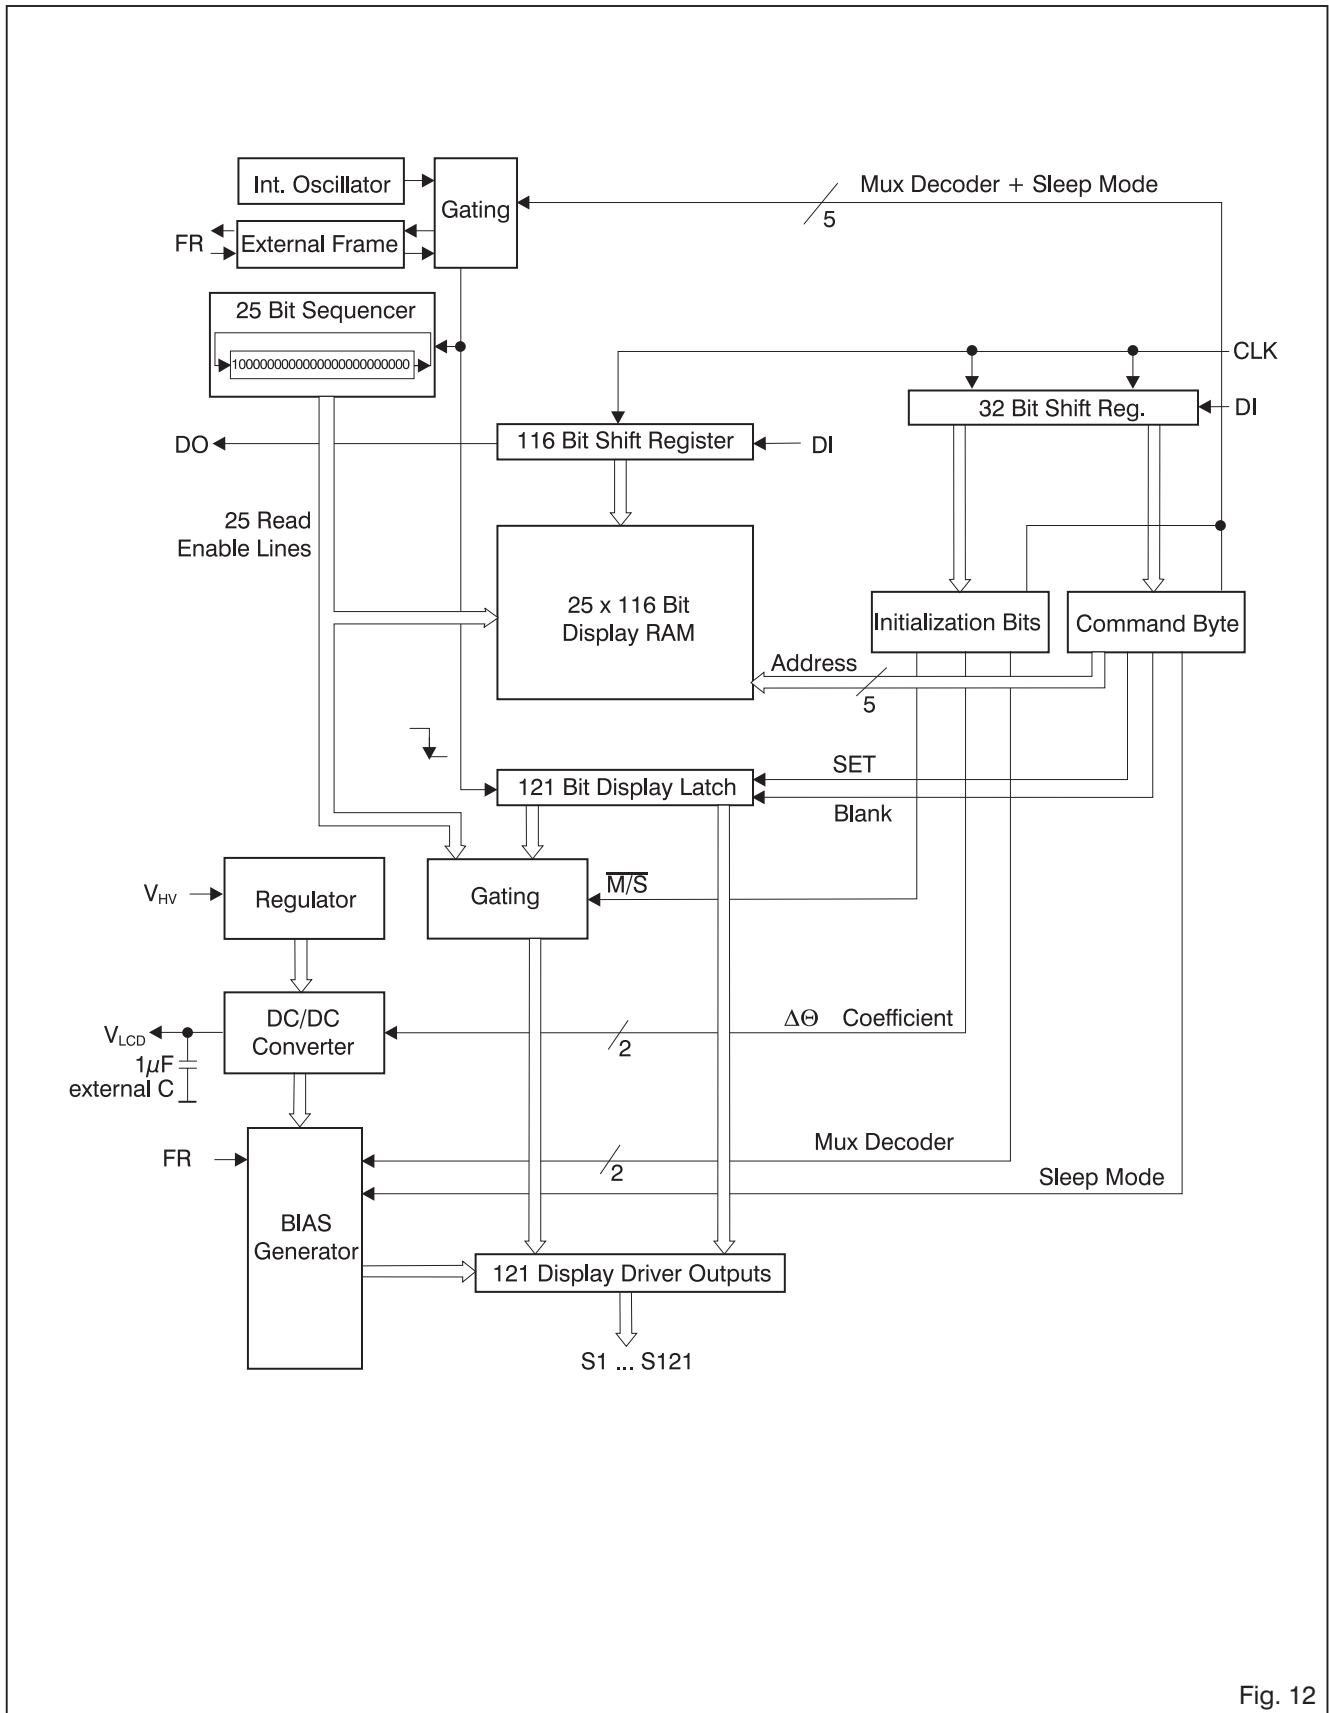 Int. Oscillator
Gating
Mux Decoder + Sleep Mode
5
FR
External Frame
25 Bit Sequencer
1000000000000000000000000
CLK
32 Bit Shift Reg.
DI
DO
116 Bit Shift Register
DI
25 Read
Enable Lines
25 x 116 Bit
Display RAM
Initialization Bits
Command Byte
Address
5
SET
121 Bit Display Latch
Blank
VHV
Regulator
Gating
M/S
VLCD
DC/DC
Converter
ΔΘ Coefficient
2
1µF
external C
FR
Mux Decoder
2
Sleep Mode
BIAS
Generator
121 Display Driver Outputs
S1 ... S121
Fig. 12